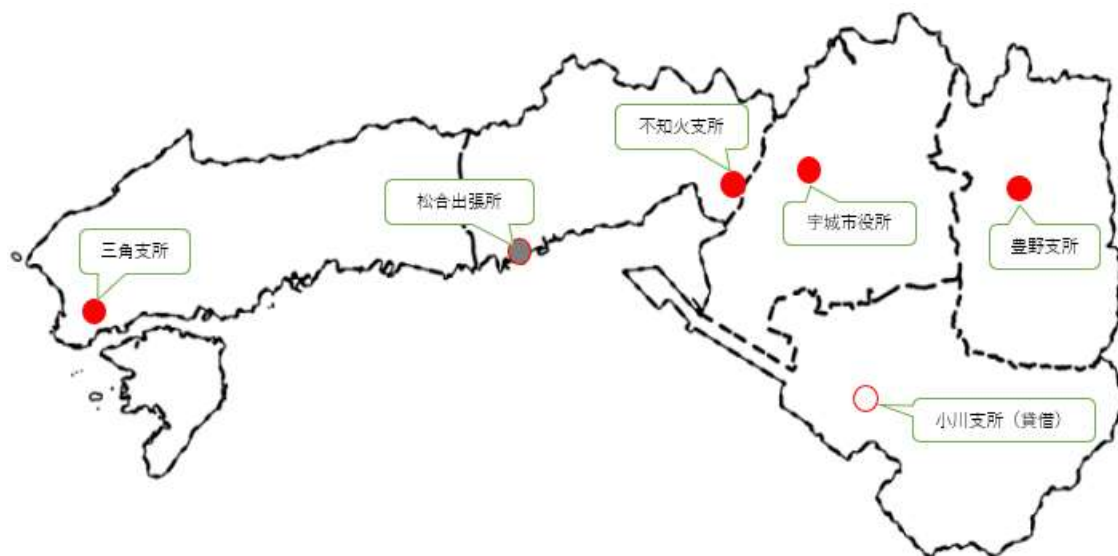 不知火支所
松合出張所
宇城市役所
三角支所
豊野支所
小川支所（貸借）